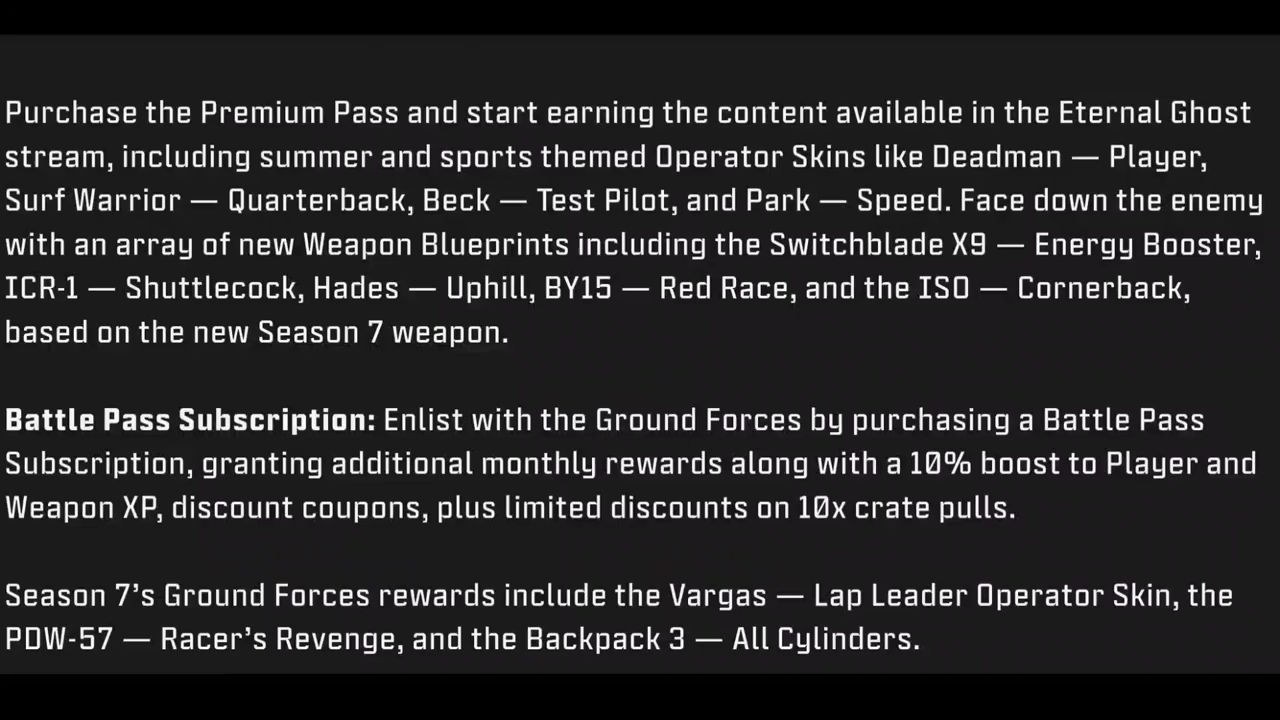 Purchase the Premium Pass and start earning the content available in the Eternal Ghost
stream, including summer and sports themed Operator Skins like Deadman — Player,
Surf Warrior — Quarterback, Beck — Test Pilot, and Park — Speed. Face down the enemy
with an array of new Weapon Blueprints including the Switchblade X9 — Energy Booster,
ICR-1 — Shuttlecock, Hades — Uphill, BY15 — Red Race, and the ISO — Cornerback,
based on the new Season 7 weapon.
Battle Pass Subscription: Enlist with the Ground Forces by purchasing a Battle Pass
Subscription, granting additional monthly rewards along with a 10% boost to Player and
Weapon XP, discount coupons, plus limited discounts on 10x crate pulls.
Season 7’s Ground Forces rewards include the Vargas — Lap Leader Operator Skin, the
PDW-57 — Racer’s Revenge, and the Backpack 3 — All Cylinders.